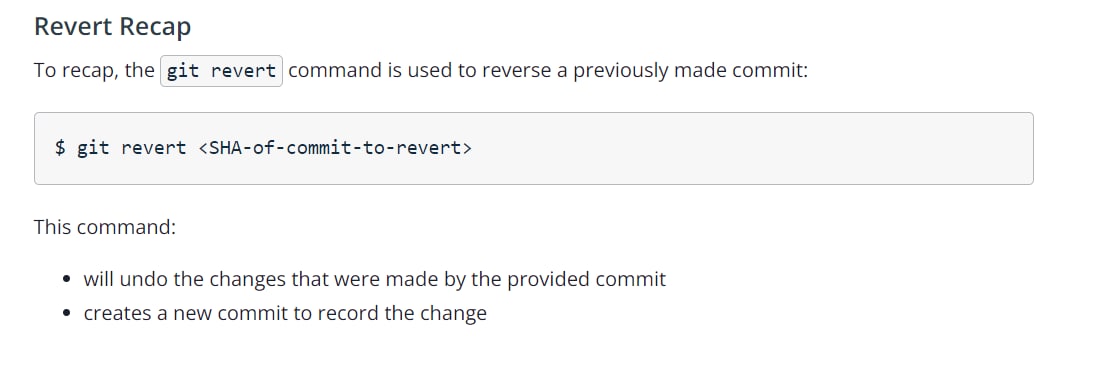 Revert Recap
To recap, the git revert command is used to reverse a previously made commit:
$ git revert <SHA-of-commit-to-revert>
This command:
• will undo the changes that were made by the provided commit
• creates a new commit to record the change